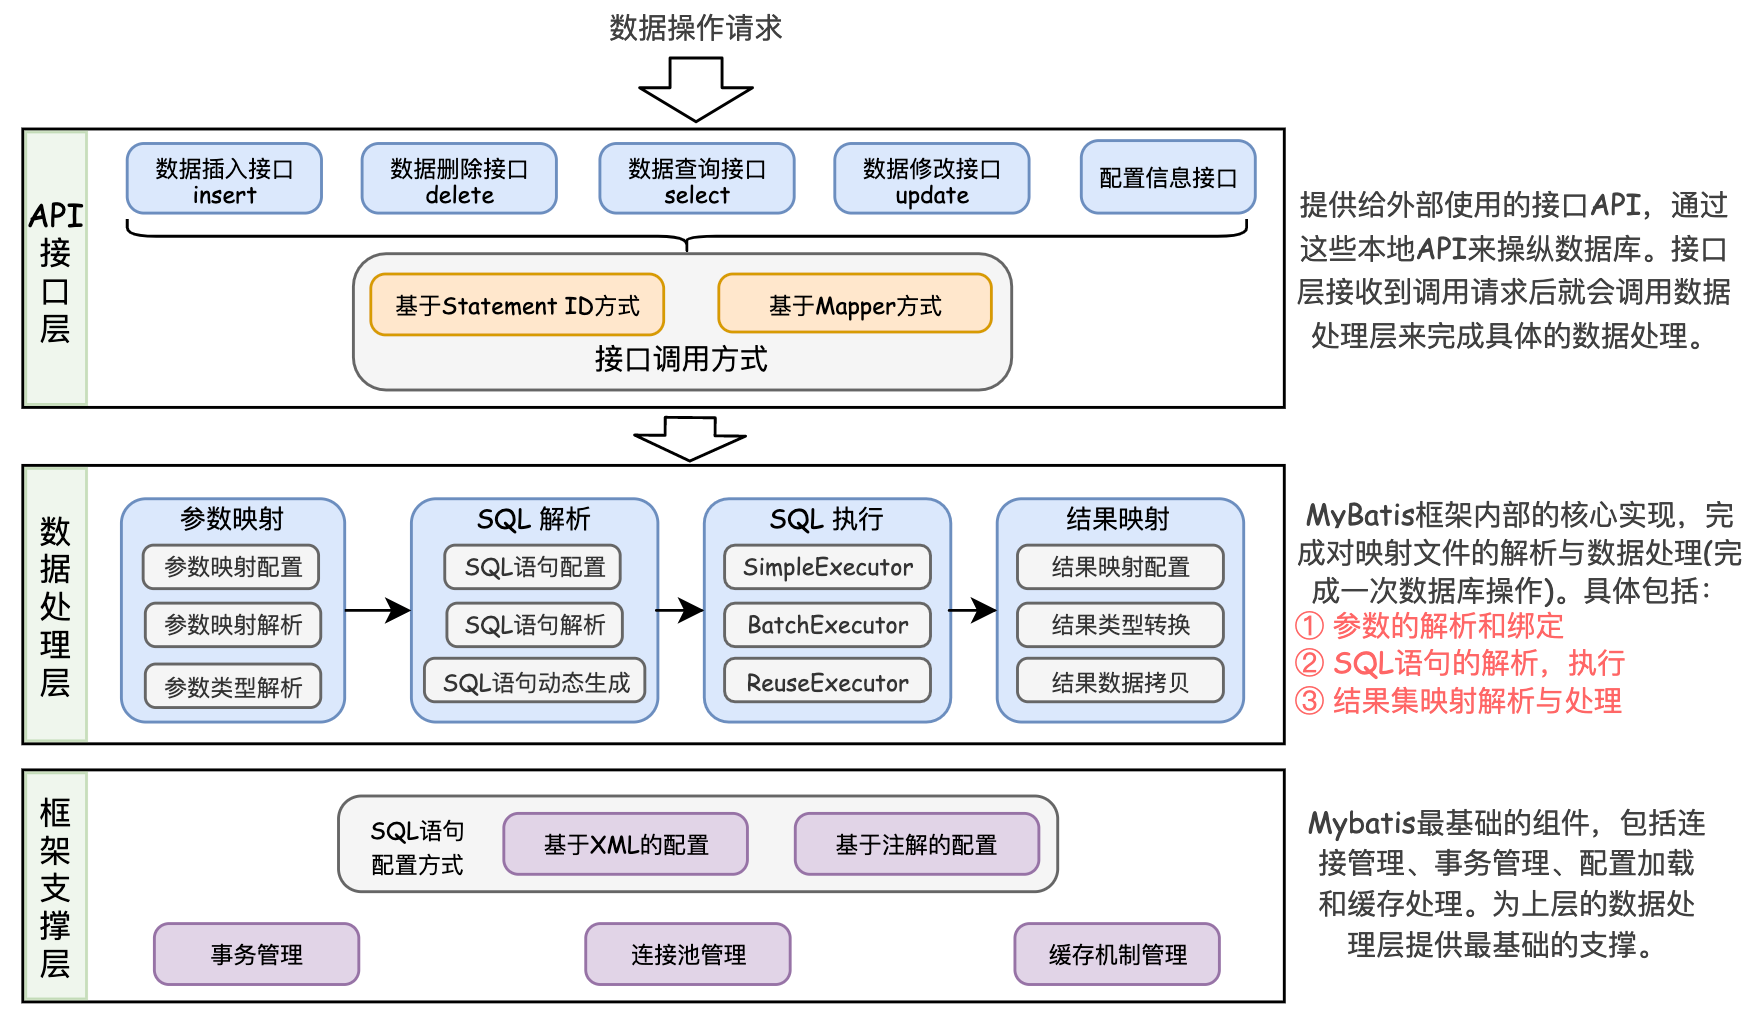 数据操作请求
API
接
口
层
数据插入接口
insert
数据删除接口
delete
数据查询接口
select
数据修改接口
update
配置信息接口
基于Statement ID方式
基于Mapper方式
接口调用方式
提供给外部使用的接口API，通过
这些本地API来操纵数据库。接口
层接收到调用请求后就会调用数据
处理层来完成具体的数据处理。
数
据
处
理
层
参数映射
参数映射配置
参数映射解析
参数类型解析
SQL 解析
SQL语句配置
SQL语句解析
SQL语句动态生成
SQL 执行
SimpleExecutor
BatchExecutor
ReuseExecutor
结果映射
结果映射配置
结果类型转换
结果数据拷贝
MyBatis框架内部的核心实现，完
成对映射文件的解析与数据处理(完
成一次数据库操作)。具体包括：
① 参数的解析和绑定
② SQL语句的解析，执行
③ 结果集映射解析与处理
框
架
支
撑
层
SQL语句
配置方式
基于XML的配置
基于注解的配置
事务管理
连接池管理
缓存机制管理
Mybatis最基础的组件，包括连
接管理、事务管理、配置加载
和缓存处理。为上层的数据处
理层提供最基础的支撑。